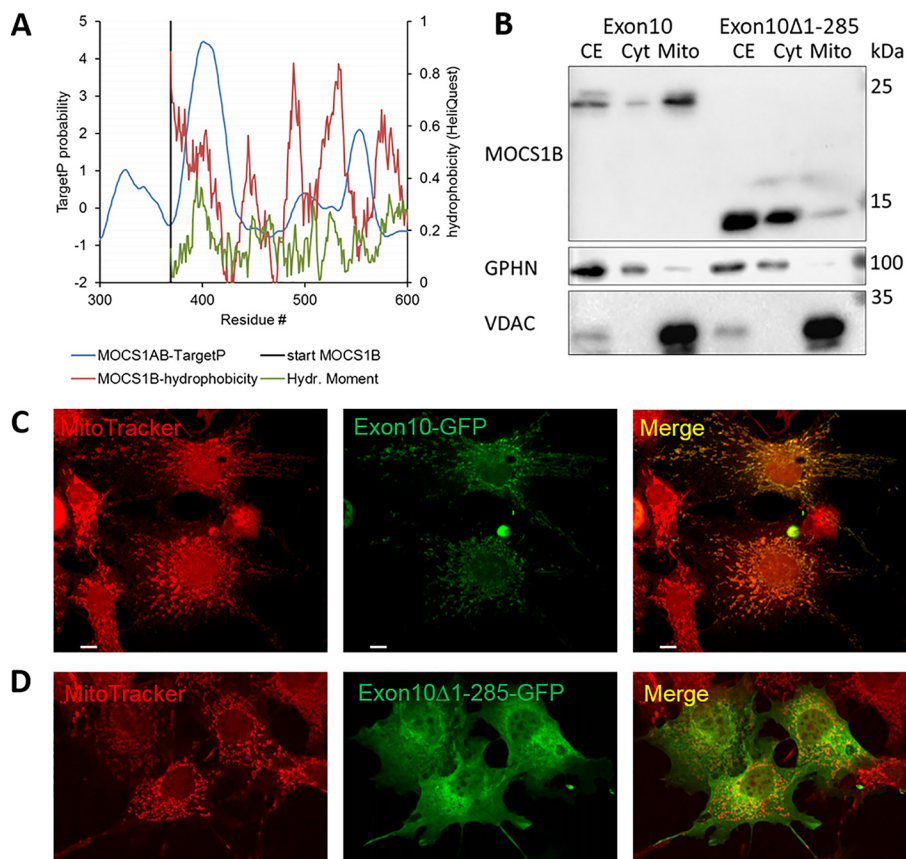 A
TargetP probability
5
4
3
2
1
0
-1
-2
1
0.8
0.6
0.4
0.2
0
hydrophobicity (HeliQuest)
300
400
500
600
Residue #
MOCS1AB-TargetP
start MOCS1B
MOCS1B-hydrophobicity
Hydr. Moment
B
Exon10
Exon10Δ1-285
CE
Cyt
Mito
CE
Cyt
Mito
kDa
MOCS1B
25
15
GPHN
100
VDAC
35
C
MitoTracker
Exon10-GFP
Merge
D
MitoTracker
Exon10Δ1-285-GFP
Merge